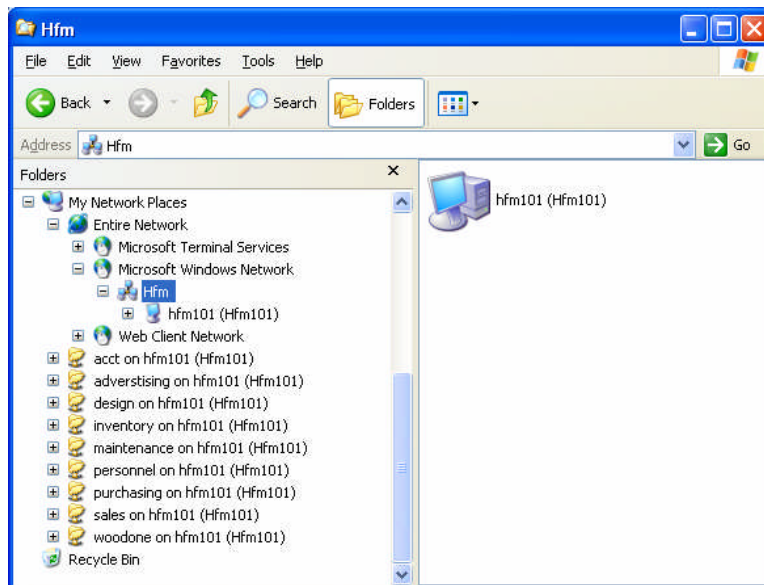 Hfm
File Edit View Favorites Tools Help
Back Search Folders
Address Hfm Go
Folders
My Network Places
Entire Network
Microsoft Terminal Services
Microsoft Windows Network
Hfm
hfm101 (Hfm101)
Web Client Network
acct on hfm101 (Hfm101)
adverstising on hfm101 (Hfm101)
design on hfm101 (Hfm101)
inventory on hfm101 (Hfm101)
maintenance on hfm101 (Hfm101)
personnel on hfm101 (Hfm101)
purchasing on hfm101 (Hfm101)
sales on hfm101 (Hfm101)
woodone on hfm101 (Hfm101)
Recycle Bin
hfm101 (Hfm101)